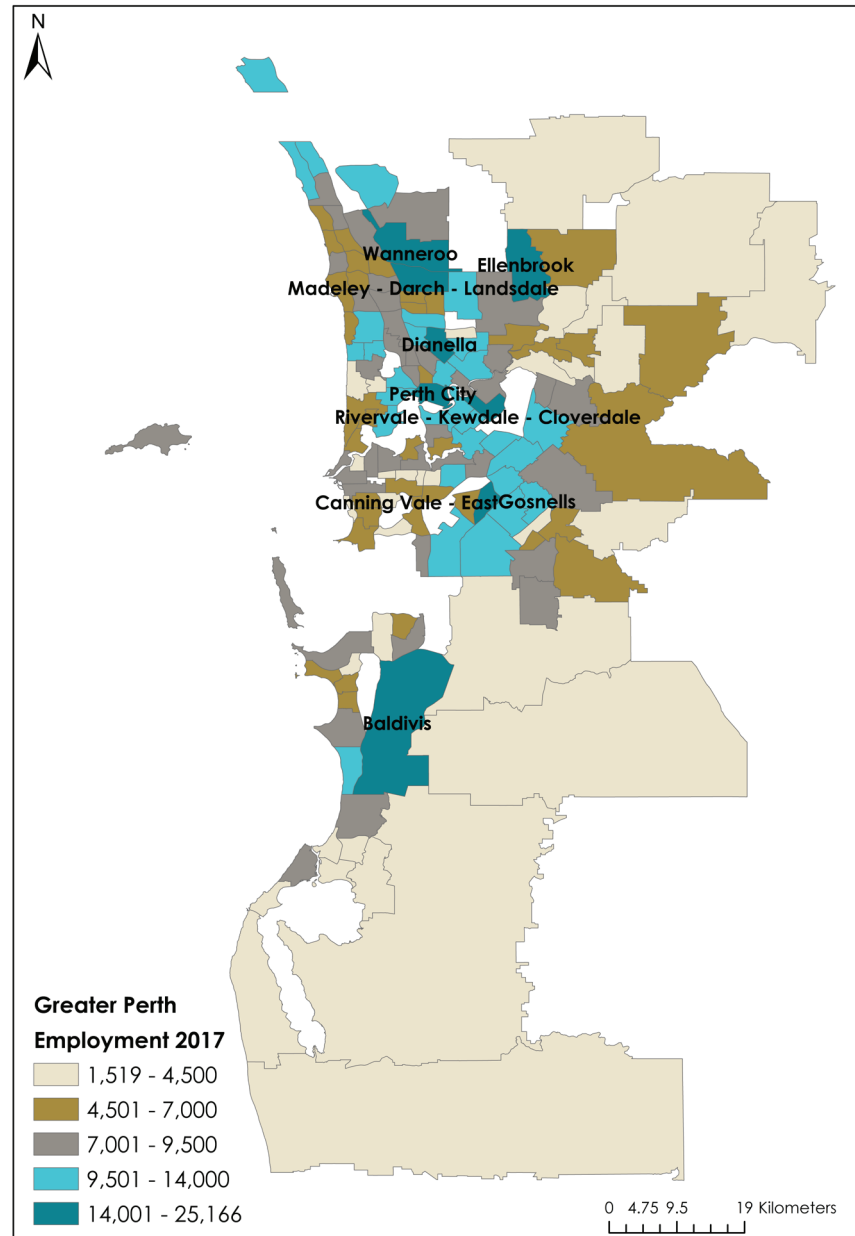 N
Wanneroo
Ellenbrook
Madeley - Darch - Landsdale
Dianella
Perth City
Rivervale - Kewdale - Cloverdale
Canning Vale - East Gosnells
Baldivis
Greater Perth
Employment 2017
1,519 - 4,500
4,501 - 7,000
7,001 - 9,500
9,501 - 14,000
14,001 - 25,166
0 4.75 9.5 19 Kilometers